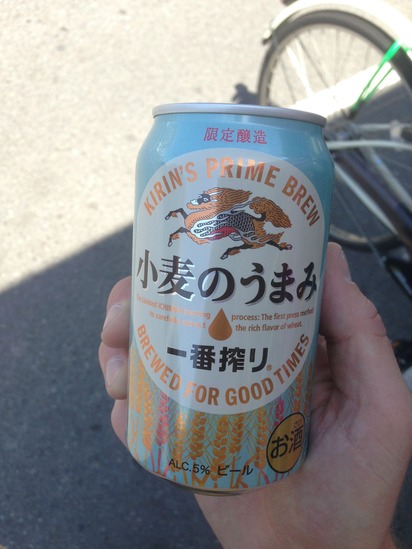 限定醸造
KIRIN'S PRIME BREW
小麦のうまみ
process: The first press method
the rich flavor of wheat.
一番搾り®
BREWED FOR GOOD TIMES
ALC.5% ビール
お酒